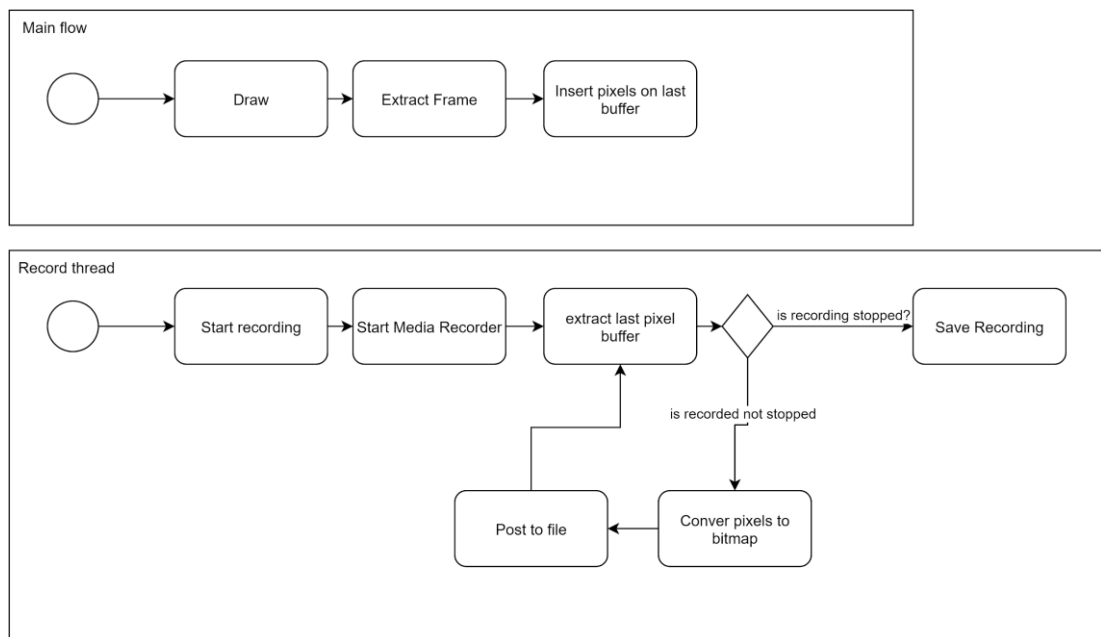 Main flow
Draw
Extract Frame
Insert pixels on last
buffer
Record thread
Start recording
Start Media Recorder
extract last pixel
buffer
is recording stopped?
Save Recording
is recorded not stopped
Post to file
Conver pixels to
bitmap